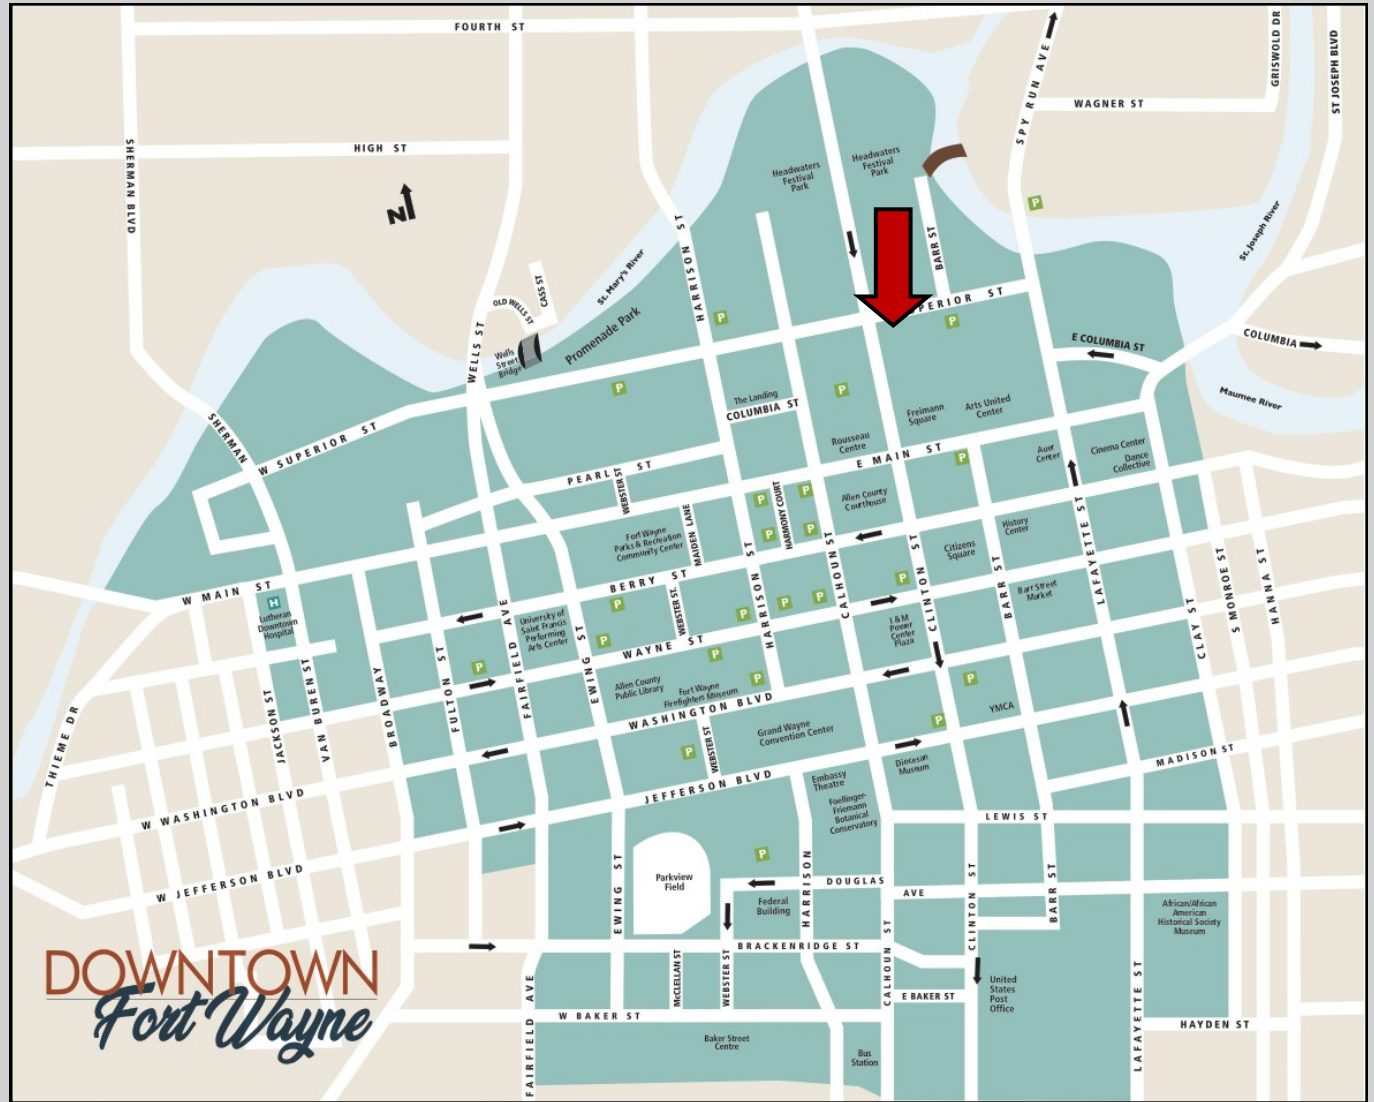 FOURTH ST
GRISWOLD DR
ST JOSEPH BLVD
SPY RUN AVE
WAGNER ST
SHERMAN BLVD
HIGH ST
N
Headwaters
Festival
Park
Headwaters
Festival
Park
P
St. Joseph River
HARRISON ST
BARR ST
St. Mary's River
CASS ST
OLD WELLS ST
PERIOR ST
P
P
Promenade Park
WELLS ST
Wells
Street
Bridge
E COLUMBIA ST
COLUMBIA
Maumee River
P
P
The Landing
COLUMBIA ST
Freimann
Square
Arts United
Center
SHERMAN
W SUPERIOR ST
Rousseau
Centre
E MAIN ST
P
Auer
Center
Cinema Center
Dance
Collective
PEARL ST
WEBSTER ST
P
P
HARMONY COURT
Allen County
Courthouse
MAIDEN LANE
P
P
Fort Wayne
Parks & Recreation
Community Center
History
Center
Citizens
Square
LAFAYETTE ST
BERRY ST
HARRISON ST
CALHOUN ST
CLINTON ST
BARR ST
Barr Street
Market
CLAY ST
S MONROE ST
HANNA ST
W MAIN ST
H
Lutheran
Downtown
Hospital
P
P
P
P
P
WEBSTER ST
University of
Saint Francis
Performing
Arts Center
P
I & M
Power
Center
Plaza
FAIRFIELD AVE
EWING ST
WAYNE ST
P
P
P
P
Allen County
Public Library
Fort Wayne
Firefighters Museum
JACKSON ST
VAN BUREN ST
BROADWAY
FULTON ST
WASHINGTON BLVD
YMCA
THIEME DR
WEBSTER ST
Grand Wayne
Convention Center
P
P
Diocesan
Museum
MADISON ST
JEFFERSON BLVD
Embassy
Theatre
Foellinger-
Friemann
Botanical
Conservatory
W WASHINGTON BLVD
LEWIS ST
W JEFFERSON BLVD
P
EWING ST
Parkview
Field
HARRISON
DOUGLAS
AVE
Federal
Building
CLINTON ST
BARR ST
African/African
American
Historical Society
Museum
BRACKENRIDGE ST
CALHOUN ST
McCLELLAN ST
WEBSTER ST
United
States
Post
Office
E BAKER ST
FAIRFIELD AVE
W BAKER ST
LAFAYETTE ST
HAYDEN ST
Baker Street
Centre
Bus
Station
DOWNTOWN
Fort Wayne